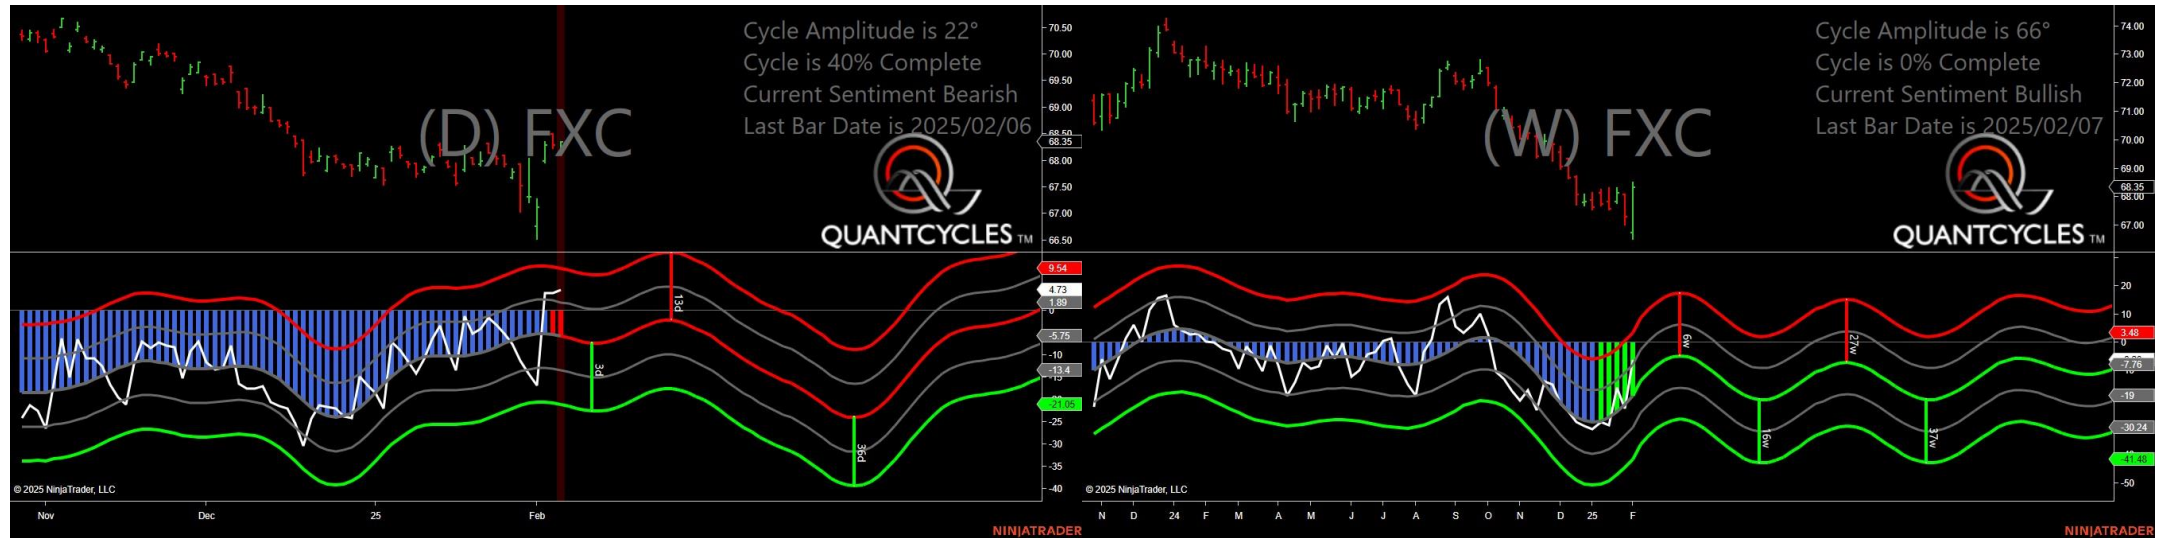 Cycle Amplitude is 22°
Cycle is 40% Complete
Current Sentiment Bearish
Last Bar Date is 2025/02/06
(D) FXC
QUANTCYCLES TM
70.50
70.00
69.50
69.00
68.50
68.35
68.00
67.50
67.00
66.50
9.54
4.73
1.89
0
-5.75
-10
-13.4
-15
-21.05
-25
-30
-35
-40
13d
3d
36d
© 2025 NinjaTrader, LLC
Nov
Dec
25
Feb
NINJATRADER
Cycle Amplitude is 66°
Cycle is 0% Complete
Current Sentiment Bullish
Last Bar Date is 2025/02/07
(W) FXC
QUANTCYCLES TM
74.00
73.00
72.00
71.00
70.00
69.00
68.35
68.00
67.00
20
10
3.48
0
-7.76
-19
-30.24
-41.48
-50
6w
27w
16w
37w
© 2025 NinjaTrader, LLC
N D 24 F M A M J J A S O N D 25 F
NINJATRADER